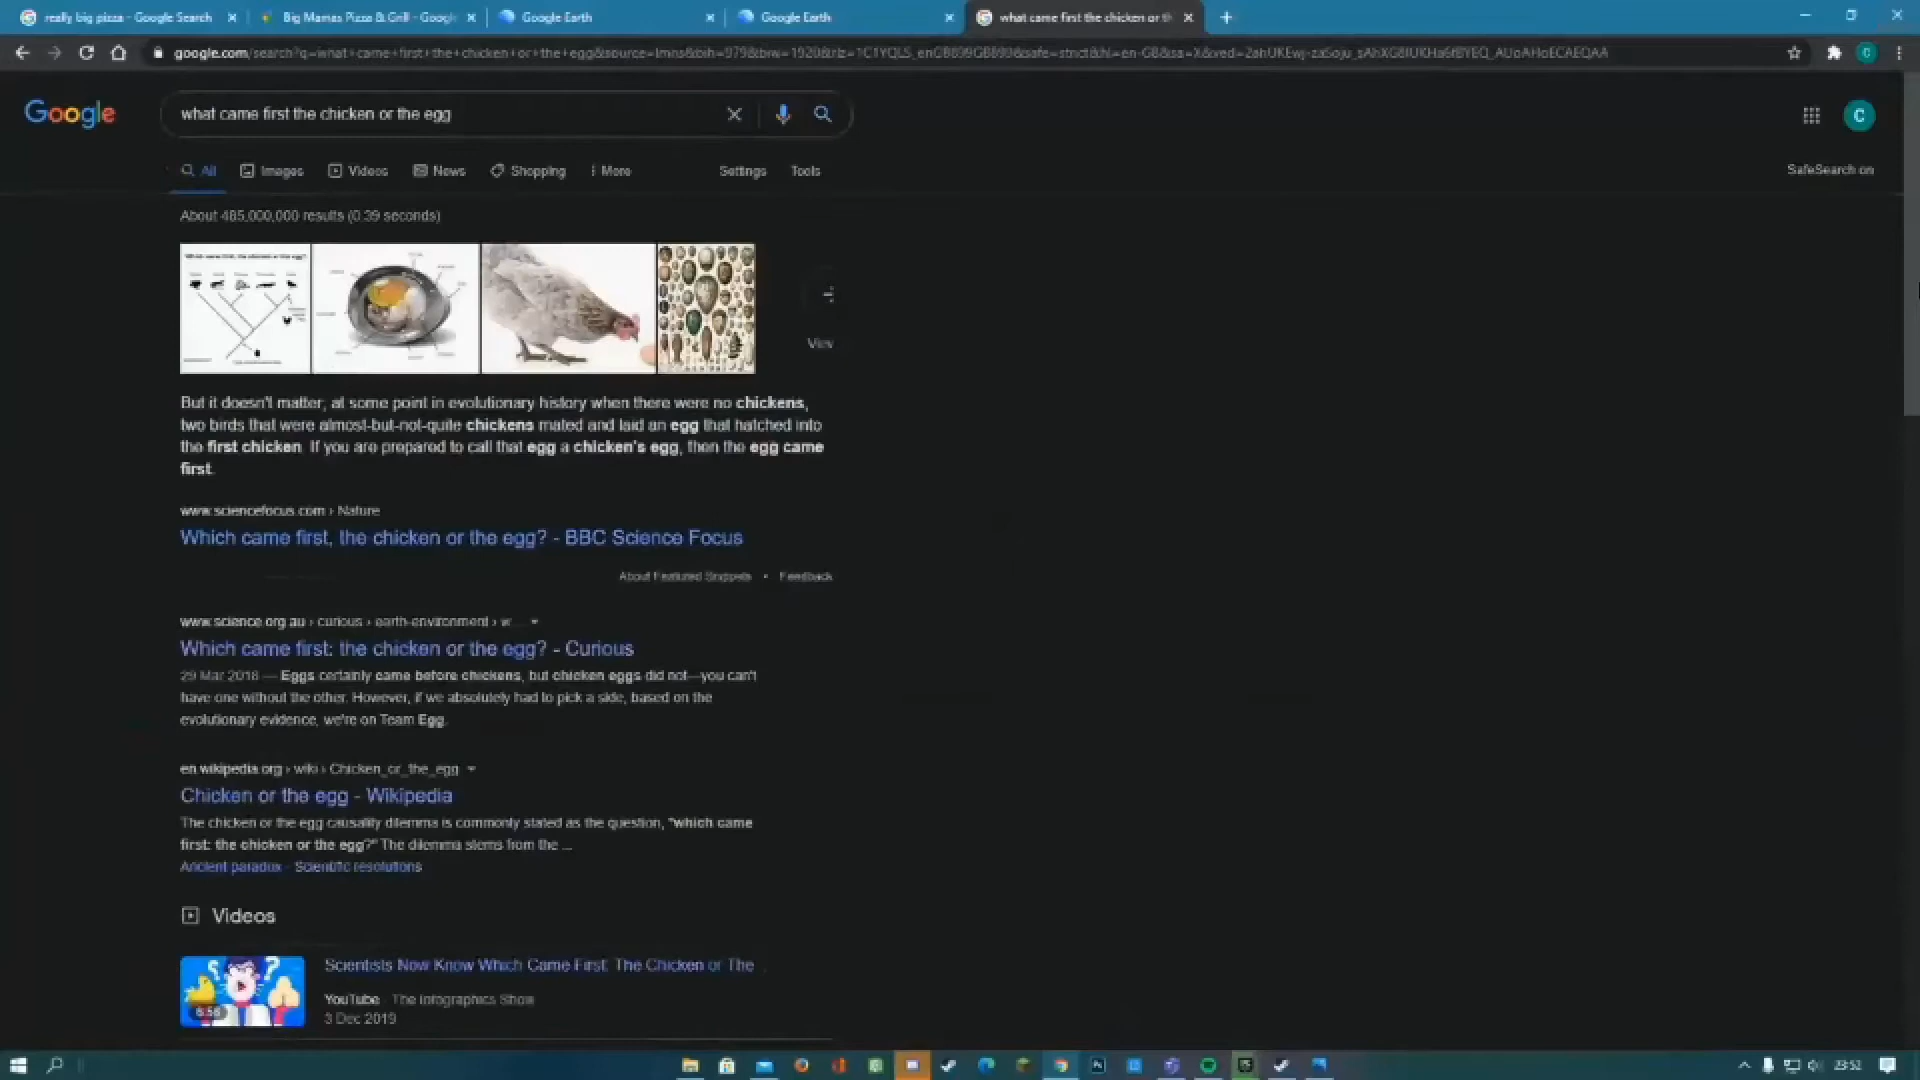 really big pizza - Google Search
Big Mamas Pizza & Grill - Googl
Google Earth
Google Earth
what came first the chicken or th
Google
what came first the chicken or the egg
All
Images
Videos
News
Shopping
More
Settings
Tools
SafeSearch on
About 485,000,000 results (0.39 seconds)
View
But it doesn't matter; at some point in evolutionary history when there were no chickens,
two birds that were almost-but-not-quite chickens mated and laid an egg that hatched into
the first chicken. If you are prepared to call that egg a chicken's egg, then the egg came
first.
www.sciencefocus.com › Nature
Which came first, the chicken or the egg? - BBC Science Focus
About Featured Snippets • Feedback
www.science.org.au › curious › earth-environment › w...
Which came first: the chicken or the egg? - Curious
29 Mar 2018 — Eggs certainly came before chickens, but chicken eggs did not—you can't
have one without the other. However, if we absolutely had to pick a side, based on the
evolutionary evidence, we're on Team Egg.
en.wikipedia.org › wiki › Chicken_or_the_egg
Chicken or the egg - Wikipedia
The chicken or the egg causality dilemma is commonly stated as the question, "which came
first: the chicken or the egg?" The dilemma stems from the ...
Ancient paradox · Scientific resolutions
Videos
Scientists Now Know Which Came First: The Chicken or The
YouTube · The Infographics Show
3 Dec 2019
23:52